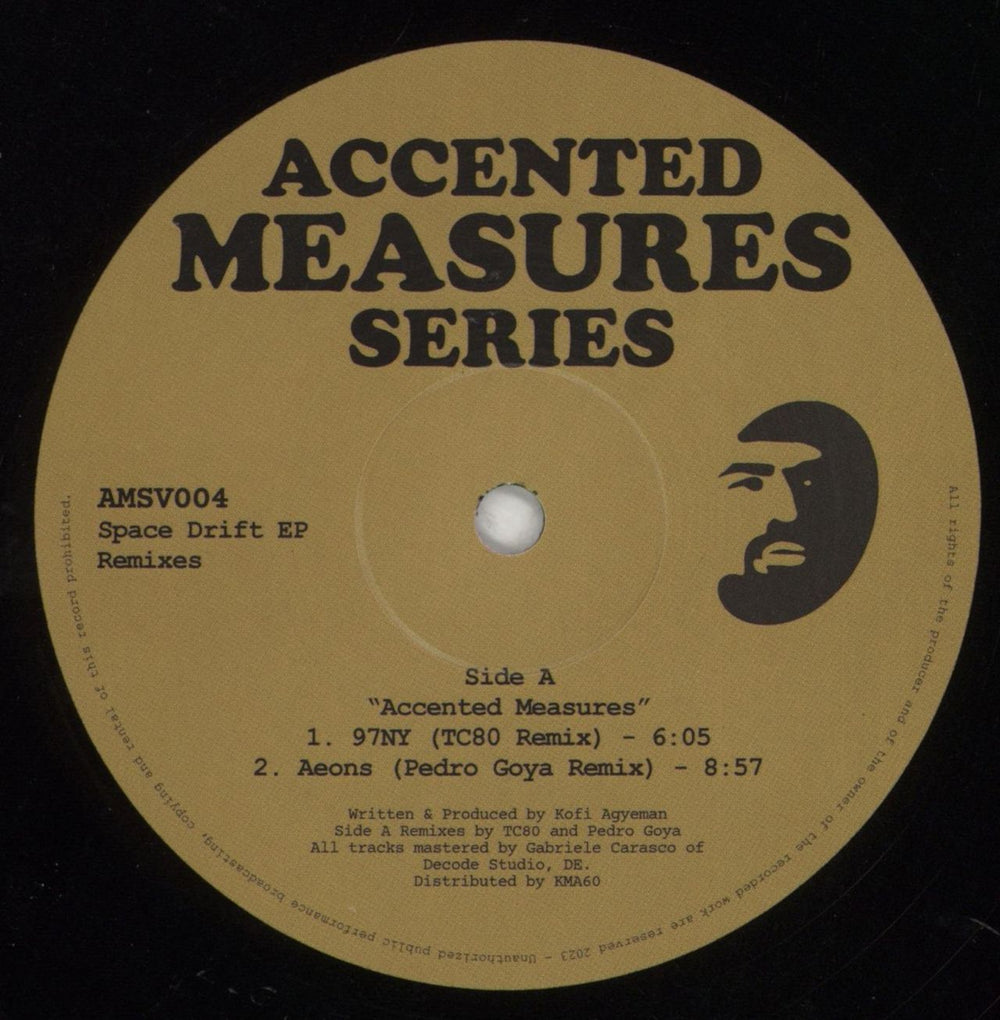 ACCENTED
MEASURES
SERIES
AMSV004
Space Drift EP
Remixes
Side A
“Accented Measures”
1. 97NY (TC80 Remix) - 6:05
2. Aeons (Pedro Goya Remix) - 8:57
Written & Produced by Kofi Agyeman
Side A Remixes by TC80 and Pedro Goya
All tracks mastered by Gabriele Carasco of
Decode Studio, DE.
Distributed by KMA60
All rights of the producer and of the owner of the recorded work are reserved 2023 - Unauthorized public performance broadcasting, copying and rental of this record prohibited.